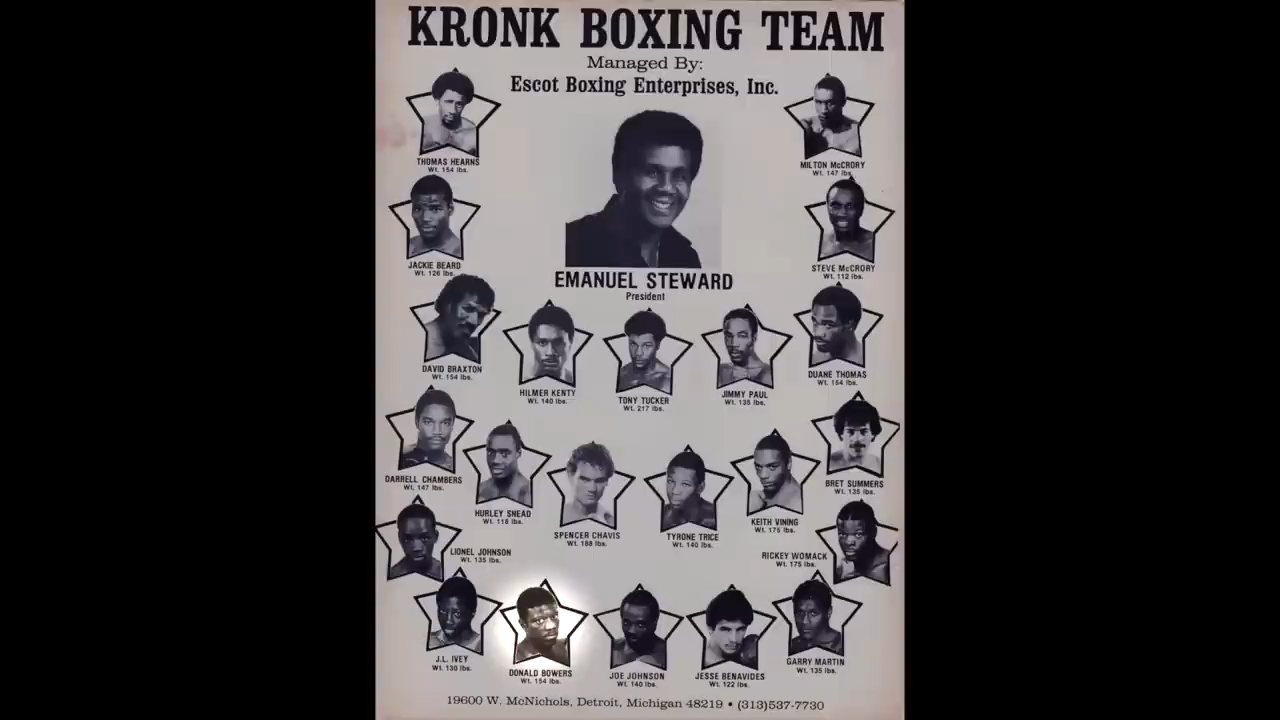 KRONK BOXING TEAM
Managed By:
Escot Boxing Enterprises, Inc.
THOMAS HEARNS
Wt. 154 lbs.
MILTON McCRORY
Wt. 147 lbs.
JACKIE BEARD
Wt. 126 lbs.
STEVE McCRORY
Wt. 112 lbs.
EMANUEL STEWARD
President
DAVID BRAXTON
Wt. 154 lbs.
HILMER KENTY
Wt. 140 lbs.
TONY TUCKER
Wt. 217 lbs.
JIMMY PAUL
Wt. 135 lbs.
DUANE THOMAS
Wt. 154 lbs.
DARRELL CHAMBERS
Wt. 147 lbs.
HURLEY SNEAD
Wt. 118 lbs.
SPENCER CHAVIS
Wt. 188 lbs.
TYRONE TRICE
Wt. 140 lbs.
KEITH VINING
Wt. 175 lbs.
BRET SUMMERS
Wt. 135 lbs.
LIONEL JOHNSON
Wt. 135 lbs.
RICKEY WOMACK
Wt. 175 lbs.
J.L. IVEY
Wt. 130 lbs.
DONALD BOWERS
Wt. 154 lbs.
JOE JOHNSON
Wt. 140 lbs.
JESSE BENAVIDES
Wt. 122 lbs.
GARRY MARTIN
Wt. 135 lbs.
19600 W. McNichols, Detroit, Michigan 48219 • (313)537-7730